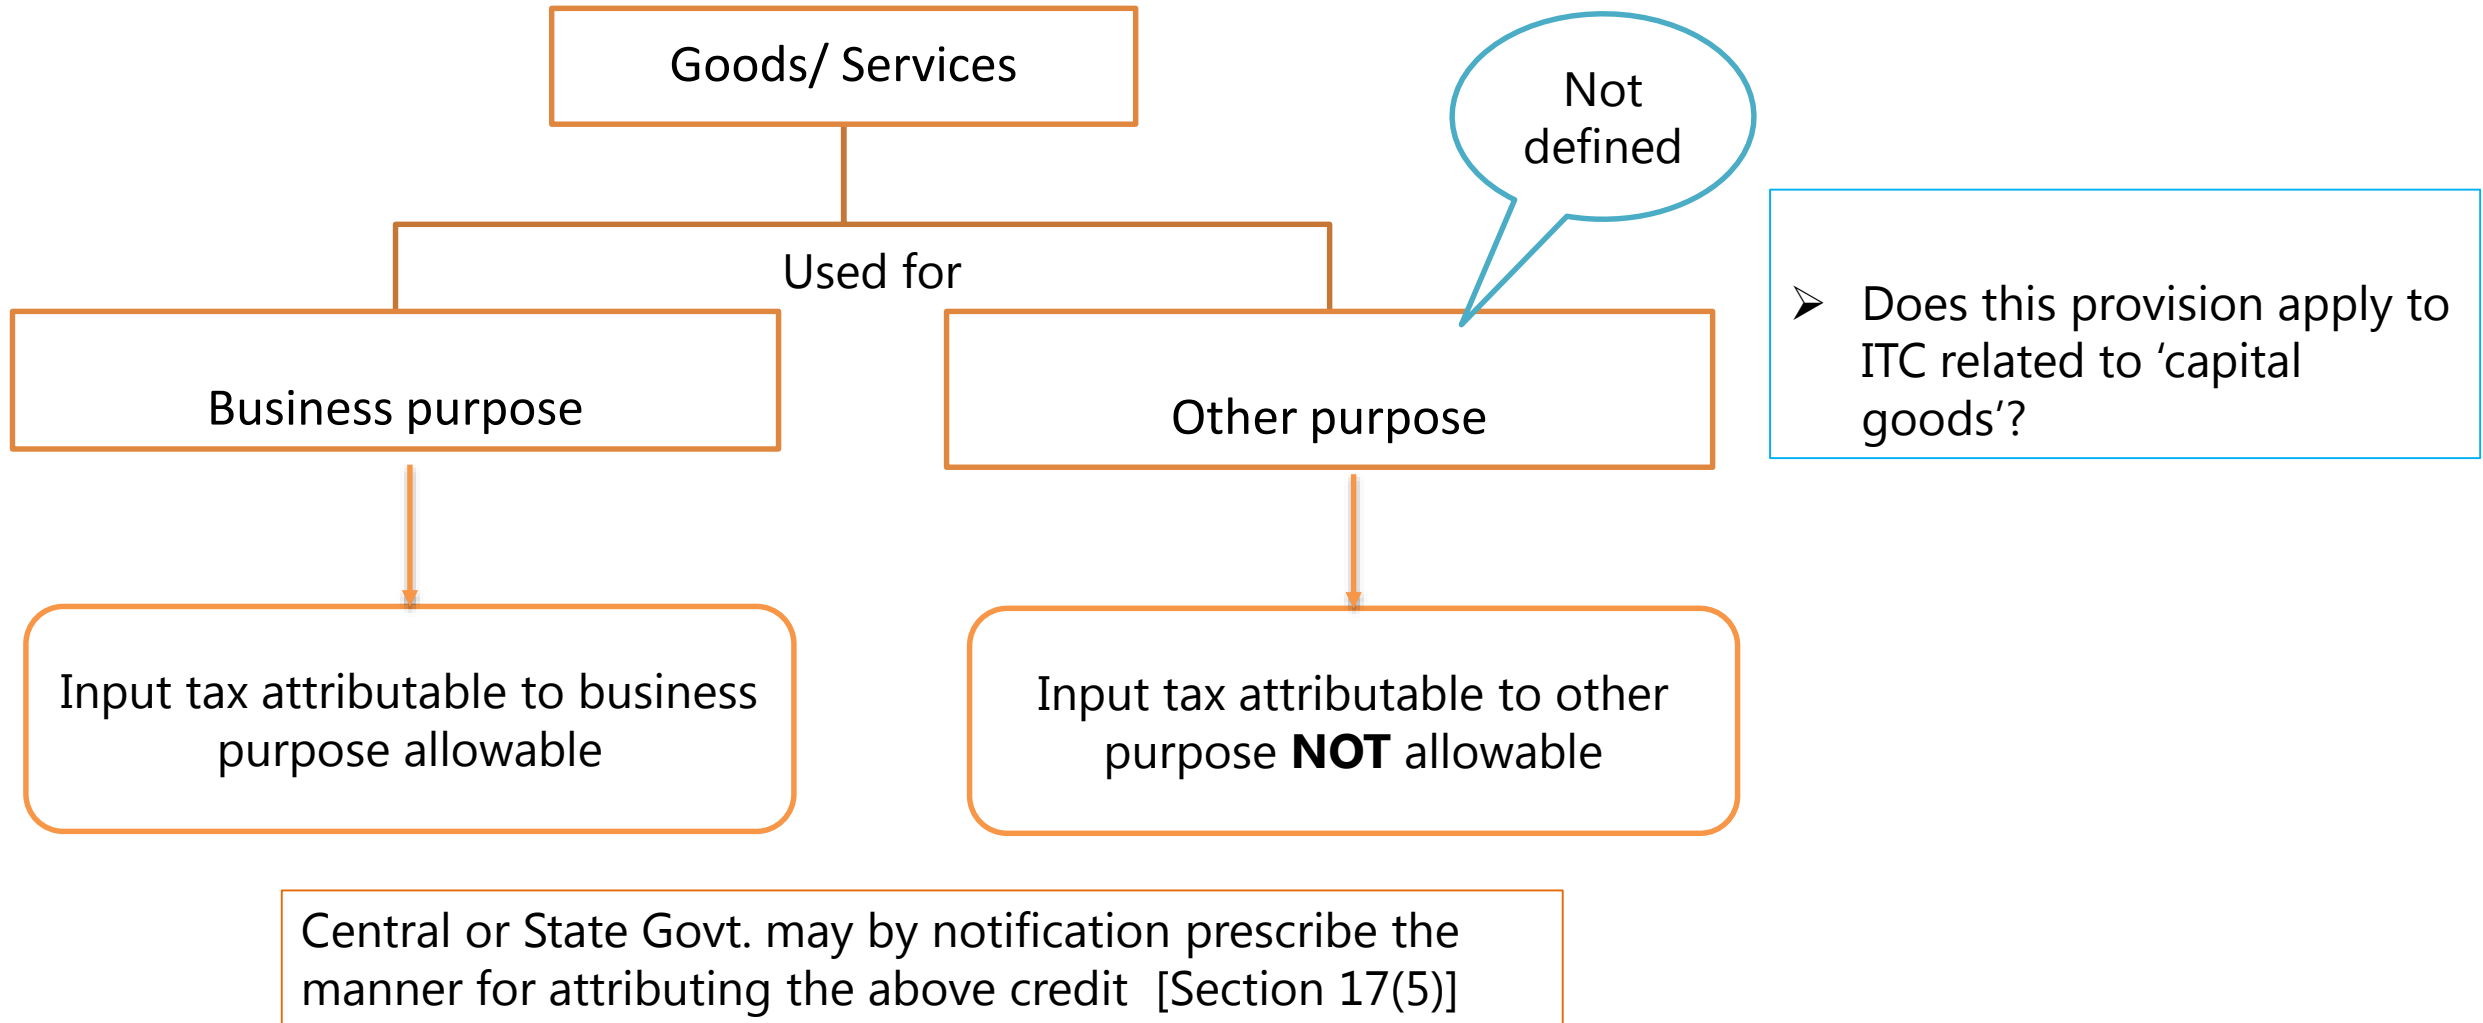 Goods/ Services
Not
defined
Used for
Business purpose
Other purpose
➢ Does this provision apply to
ITC related to ‘capital
goods’?
Input tax attributable to business
purpose allowable
Input tax attributable to other
purpose NOT allowable
Central or State Govt. may by notification prescribe the
manner for attributing the above credit [Section 17(5)]